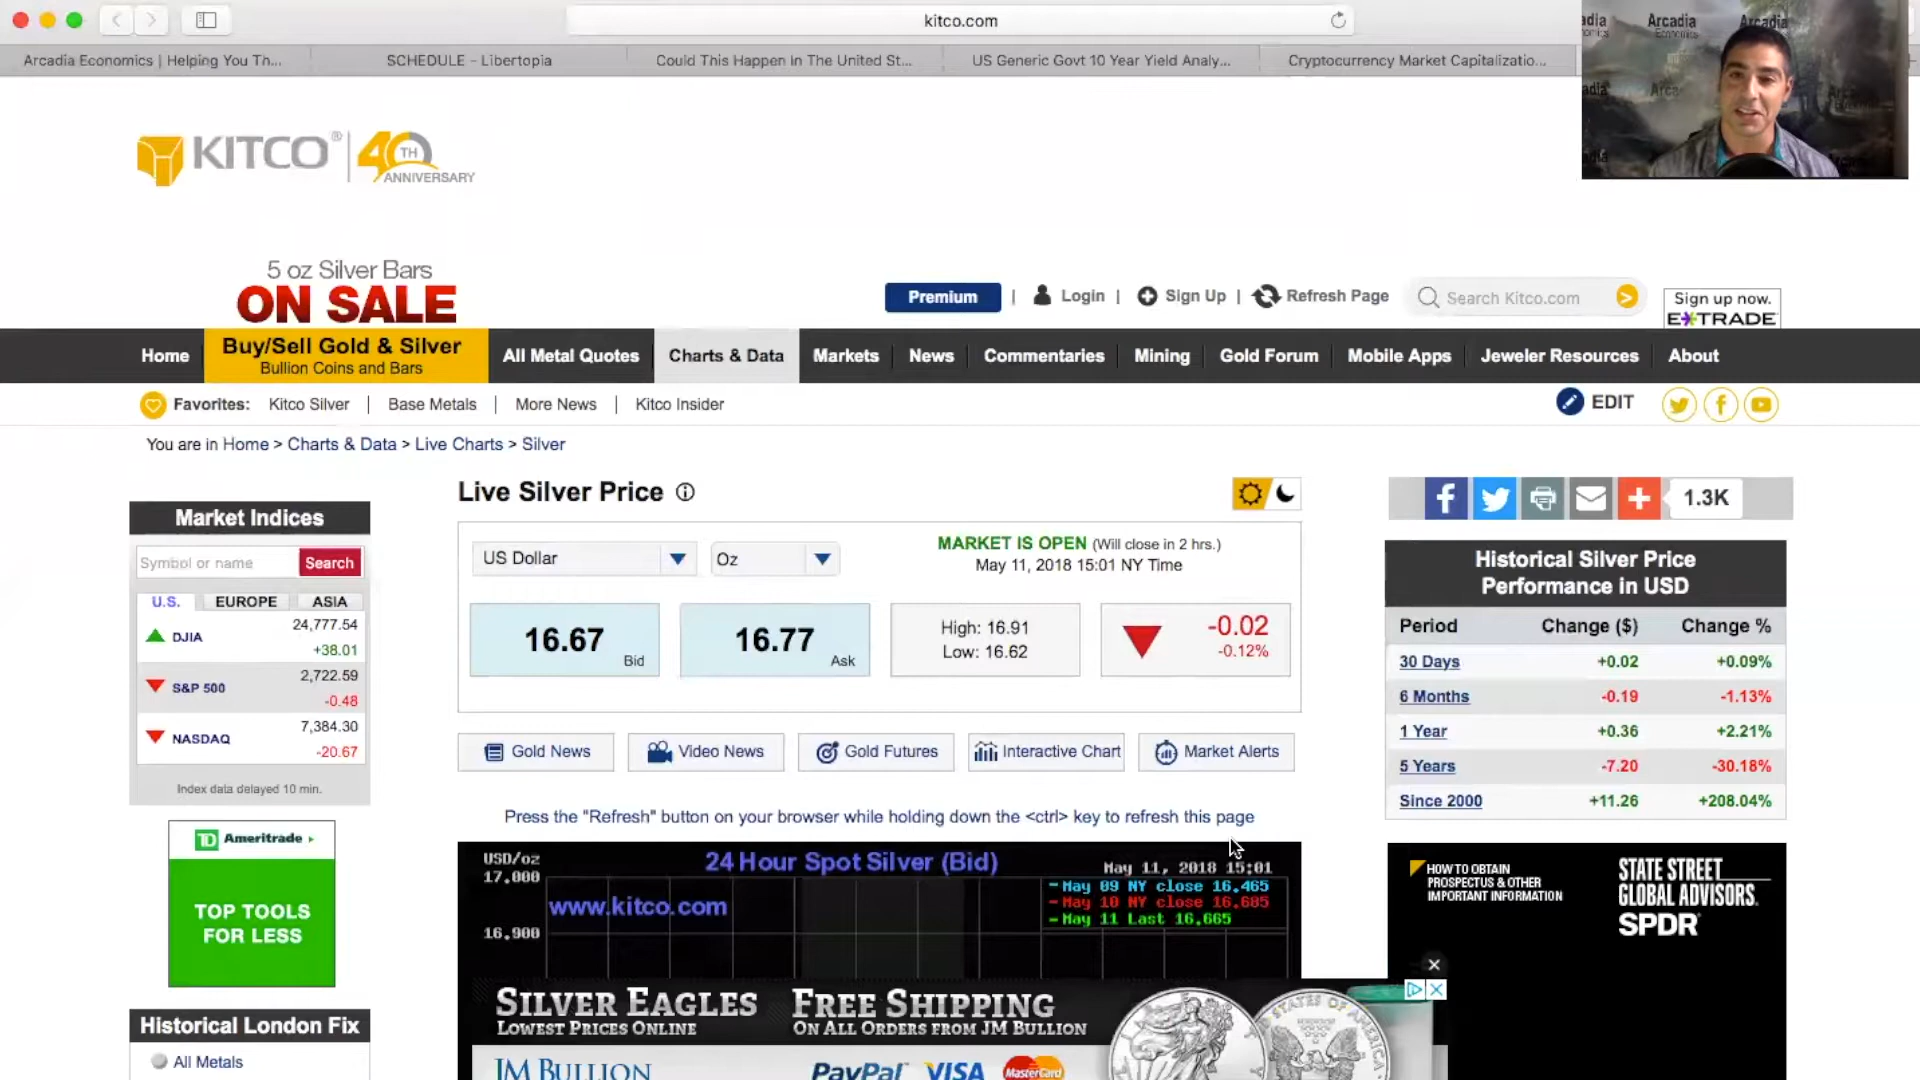 kitco.com
Arcadia Economics | Helping You Th...
SCHEDULE – Libertopia
Could This Happen In The United St...
US Generic Govt 10 Year Yield Analy...
Cryptocurrency Market Capitalizatio...
Arcadia
Economics
Arcadia
KITCO®
40TH
ANNIVERSARY
5 oz Silver Bars
ON SALE
Premium | Login | Sign Up | Refresh Page
Search Kitco.com
Sign up now.
E*TRADE
Home
Buy/Sell Gold & Silver
Bullion Coins and Bars
All Metal Quotes
Charts & Data
Markets
News
Commentaries
Mining
Gold Forum
Mobile Apps
Jeweler Resources
About
Favorites: Kitco Silver | Base Metals | More News | Kitco Insider
EDIT
You are in Home > Charts & Data > Live Charts > Silver
Market Indices
Symbol or name
Search
U.S. EUROPE ASIA
DJIA 24,777.54
+38.01
S&P 500 2,722.59
-0.48
NASDAQ 7,384.30
-20.67
Index data delayed 10 min.
Ameritrade
TOP TOOLS
FOR LESS
Historical London Fix
All Metals
Live Silver Price
US Dollar
Oz
MARKET IS OPEN (Will close in 2 hrs.)
May 11, 2018 15:01 NY Time
16.67 Bid
16.77 Ask
High: 16.91
Low: 16.62
-0.02
-0.12%
Gold News
Video News
Gold Futures
Interactive Chart
Market Alerts
Press the "Refresh" button on your browser while holding down the <ctrl> key to refresh this page
USD/oz
24 Hour Spot Silver (Bid)
May 11, 2018 15:01
17.000
www.kitco.com
May 09 NY close 16.465
May 10 NY close 16.685
May 11 Last 16.665
16.900
SILVER EAGLES
LOWEST PRICES ONLINE
FREE SHIPPING
ON ALL ORDERS FROM JM BULLION
JM BULLION
PayPal VISA MasterCard
1.3K
Historical Silver Price
Performance in USD
Period Change ($) Change %
30 Days +0.02 +0.09%
6 Months -0.19 -1.13%
1 Year +0.36 +2.21%
5 Years -7.20 -30.18%
Since 2000 +11.26 +208.04%
HOW TO OBTAIN
PROSPECTUS & OTHER
IMPORTANT INFORMATION
STATE STREET
GLOBAL ADVISORS
SPDR®